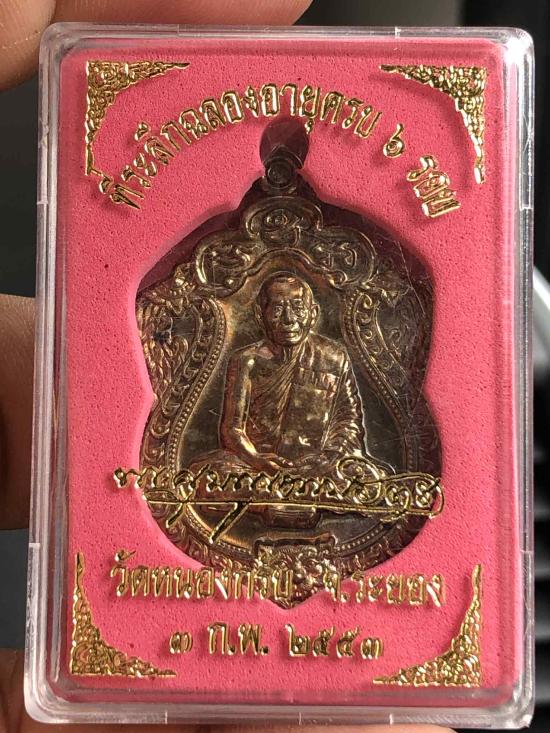 ที่ระลึกฉลองอายุครบ ๖ รอบ
วัดหนองกรับ จ.ระยอง
๓ ก.พ. ๒๕๕๓